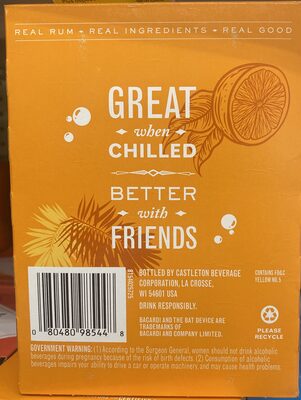 REAL RUM - REAL INGREDIENTS - REAL GOOD
GREAT
when
CHILLED
BETTER
with
FRIENDS
BOTTLED BY CASTLETON BEVERAGE
CORPORATION, LA CROSSE,
WI 54601 USA
DRINK RESPONSIBLY.
BACARDI AND THE BAT DEVICE ARE
TRADEMARKS OF
BACARDI AND COMPANY LIMITED.
CONTAINS FD&C
YELLOW NO.5
PLEASE
RECYCLE
0 80480 98544 8
GOVERNMENT WARNING: (1) According to the Surgeon General, women should not drink alcoholic
beverages during pregnancy because of the risk of birth defects. (2) Consumption of alcoholic
beverages impairs your ability to drive a car or operate machinery, and may cause health problems.